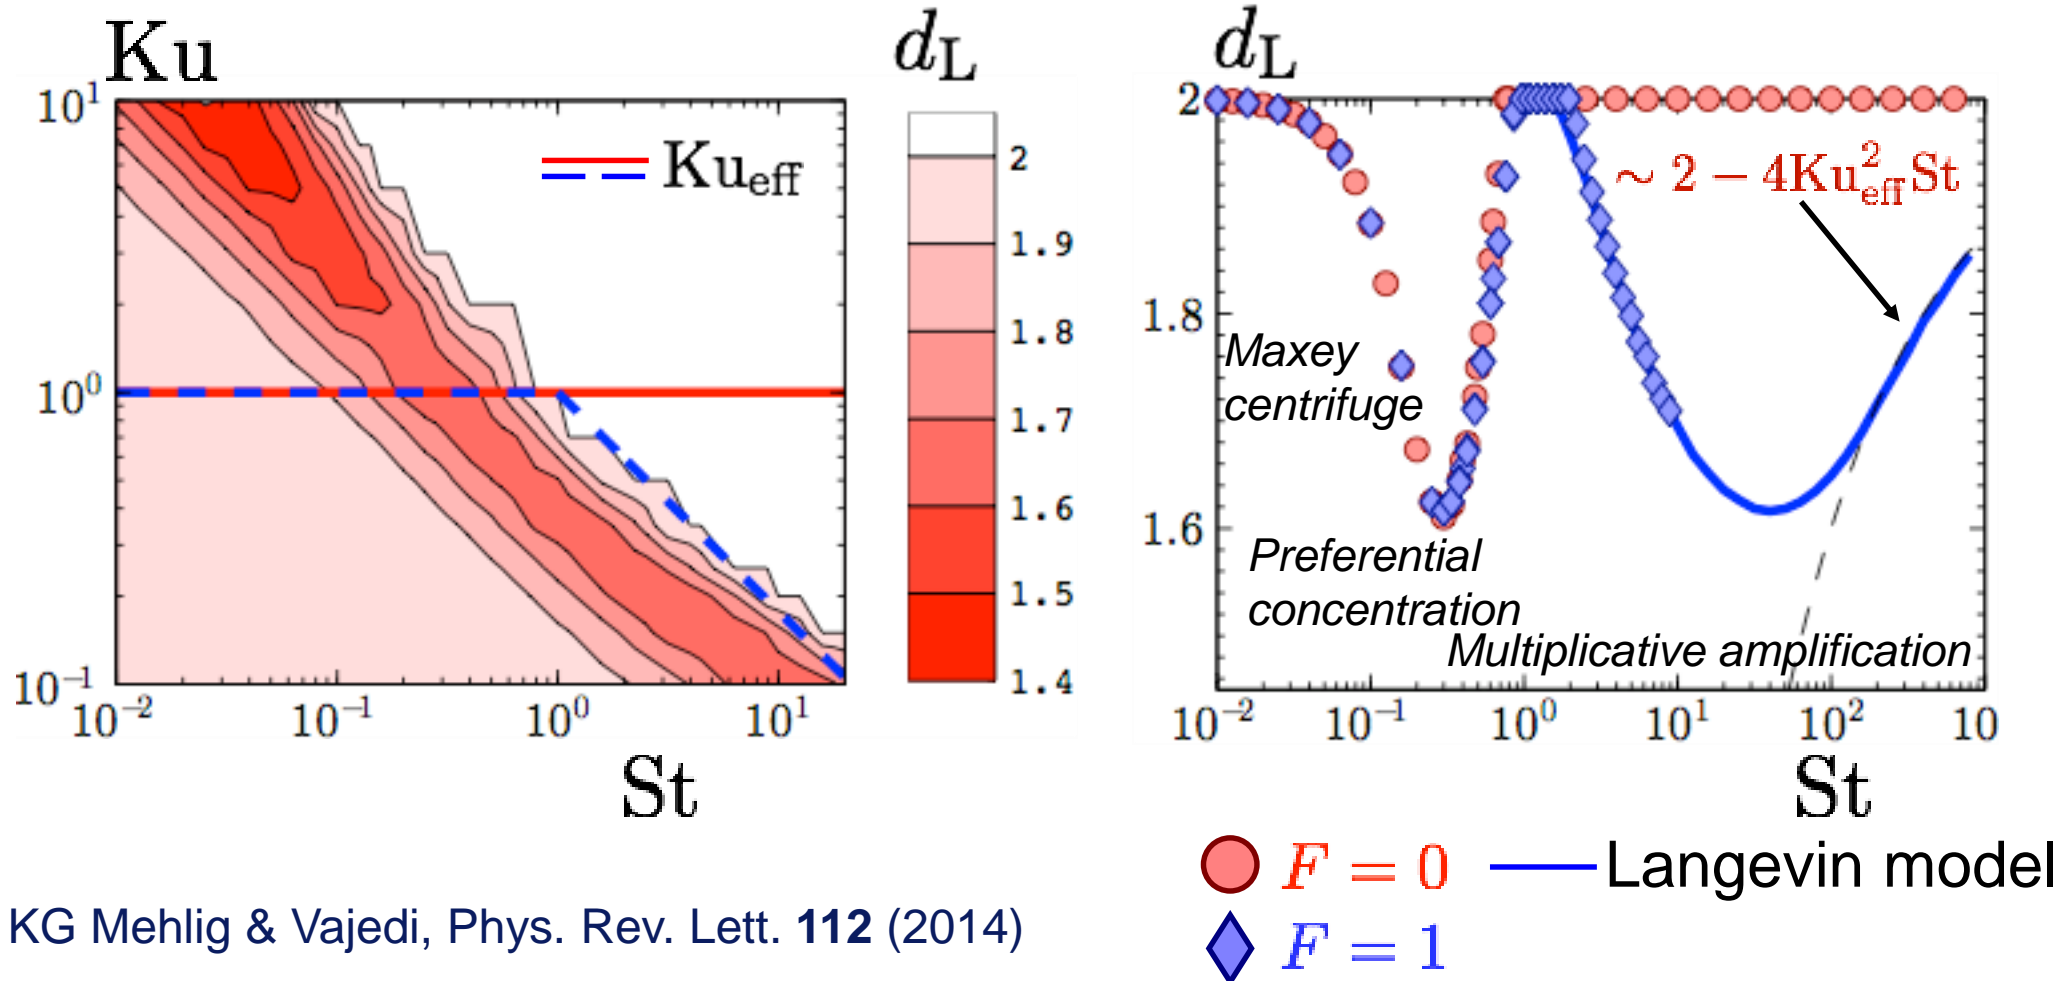 Ku
d_L
10^1
10^0
10^-1
Ku_eff
10^-2
10^-1
10^0
10^1
St
2
1.9
1.8
1.7
1.6
1.5
1.4
d_L
2
1.8
1.6
∼ 2 − 4Ku_eff^2 St
Maxey
centrifuge
Preferential
concentration
Multiplicative amplification
10^-2
10^-1
10^0
10^1
10^2
10
St
F = 0
Langevin model
F = 1
KG Mehlig & Vajedi, Phys. Rev. Lett. 112 (2014)